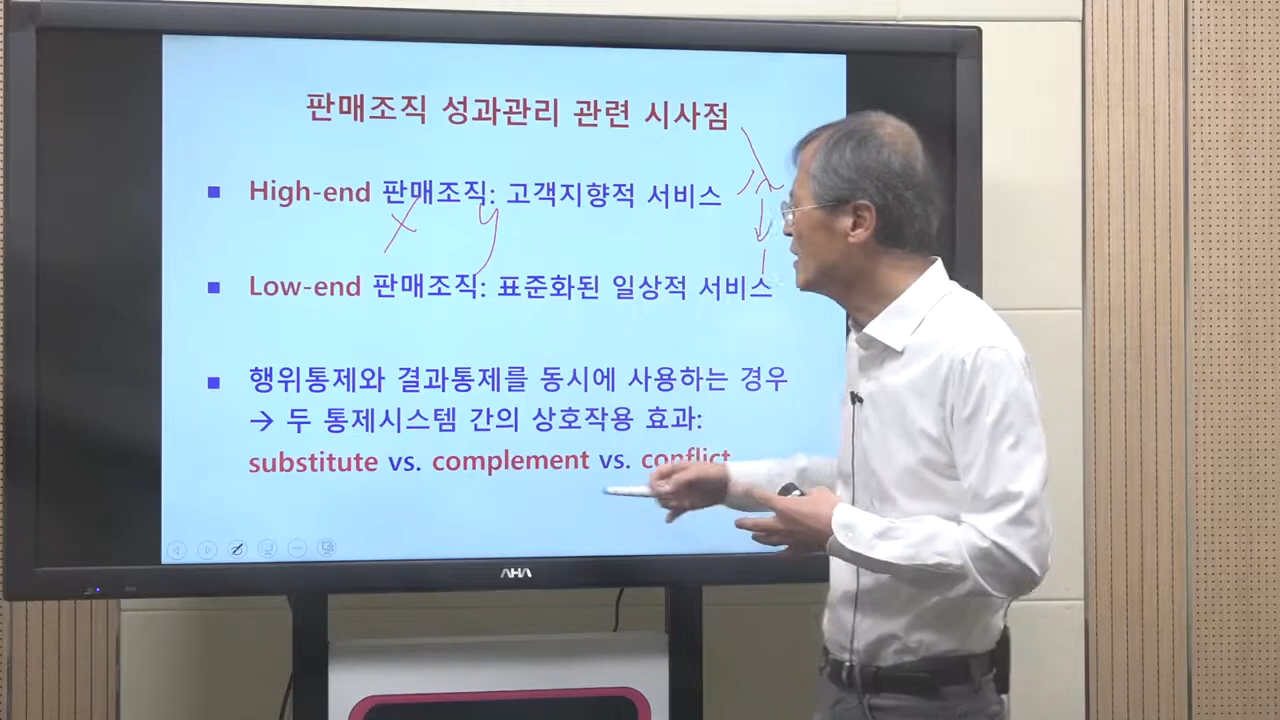 판매조직 성과관리 관련 시사점
■ High-end 판매조직: 고객지향적 서비스
x y
■ Low-end 판매조직: 표준화된 일상적 서비스
■ 행위통제와 결과통제를 동시에 사용하는 경우
→ 두 통제시스템 간의 상호작용 효과:
substitute vs. complement vs. conflict
AHA